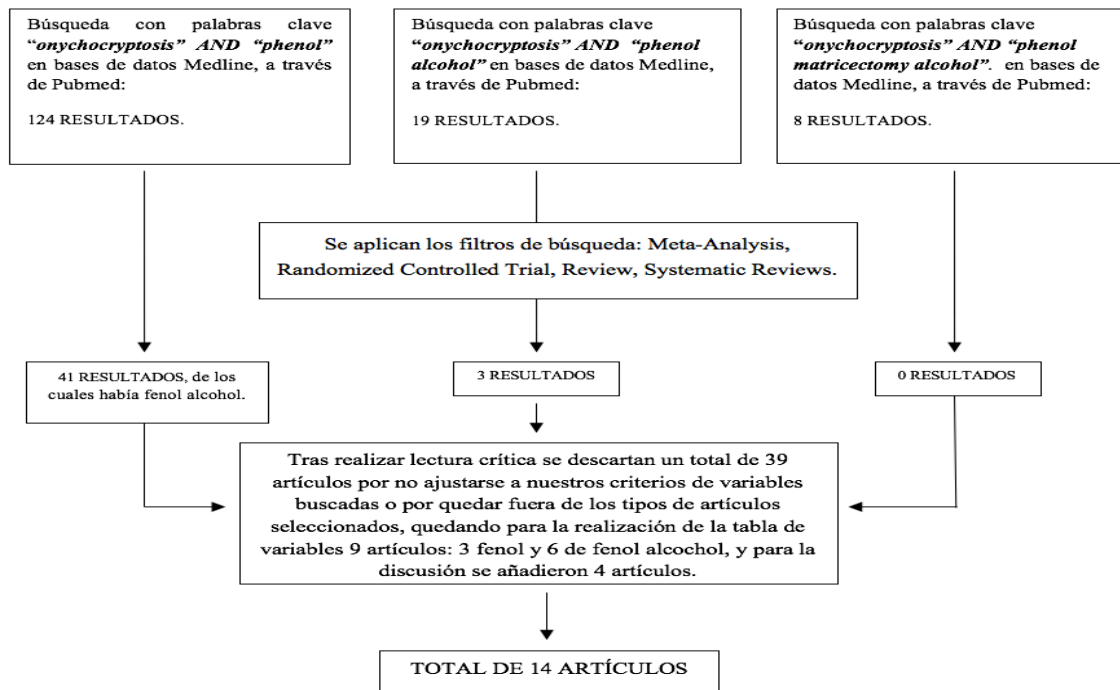 Búsqueda con palabras clave
“onychocryptosis” AND “phenol”
en bases de datos Medline, a través
de Pubmed:
124 RESULTADOS.
Búsqueda con palabras clave
“onychocryptosis” AND “phenol
alcohol” en bases de datos Medline,
a través de Pubmed:
19 RESULTADOS.
Búsqueda con palabras clave
“onychocryptosis” AND “phenol
matricectomy alcohol”. en bases de
datos Medline, a través de Pubmed:
8 RESULTADOS.
Se aplican los filtros de búsqueda: Meta-Analysis,
Randomized Controlled Trial, Review, Systematic Reviews.
41 RESULTADOS, de los
cuales había fenol alcohol.
3 RESULTADOS
0 RESULTADOS
Tras realizar lectura crítica se descartan un total de 39
artículos por no ajustarse a nuestros criterios de variables
buscadas o por quedar fuera de los tipos de artículos
seleccionados, quedando para la realización de la tabla de
variables 9 artículos: 3 fenol y 6 de fenol alcochol, y para la
discusión se añadieron 4 artículos.
TOTAL DE 14 ARTÍCULOS